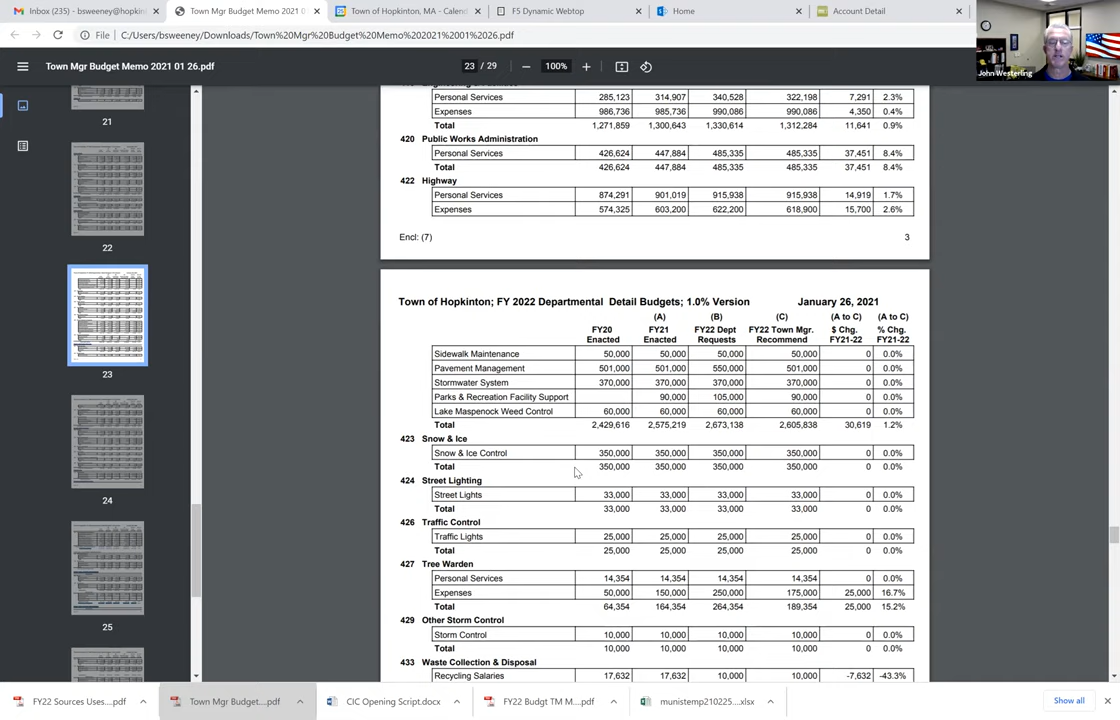 Inbox (235) - bsweeney@hopkint
Town Mgr Budget Memo 2021 0
Town of Hopkinton, MA - Calend
F5 Dynamic Webtop
Home
Account Detail
File
C:/Users/bsweeney/Downloads/Town%20Mgr%20Budget%20Memo%202021%2001%2026.pdf
Town Mgr Budget Memo 2021 01 26.pdf
23 / 29
100%
John Westerling
21
22
23
24
25
Personal Services 285,123 314,907 340,528 322,198 7,291 2.3%
Expenses 986,736 985,736 990,086 990,086 4,350 0.4%
Total 1,271,859 1,300,643 1,330,614 1,312,284 11,641 0.9%
420 Public Works Administration
Personal Services 426,624 447,884 485,335 485,335 37,451 8.4%
Total 426,624 447,884 485,335 485,335 37,451 8.4%
422 Highway
Personal Services 874,291 901,019 915,938 915,938 14,919 1.7%
Expenses 574,325 603,200 622,200 618,900 15,700 2.6%
Encl: (7) 3
Town of Hopkinton; FY 2022 Departmental Detail Budgets; 1.0% Version January 26, 2021
(A) (B) (C) (A to C) (A to C)
FY20 FY21 FY22 Dept FY22 Town Mgr. $ Chg. % Chg.
Enacted Enacted Requests Recommend FY21-22 FY21-22
Sidewalk Maintenance 50,000 50,000 50,000 50,000 0 0.0%
Pavement Management 501,000 501,000 550,000 501,000 0 0.0%
Stormwater System 370,000 370,000 370,000 370,000 0 0.0%
Parks & Recreation Facility Support 90,000 105,000 90,000 0 0.0%
Lake Maspenock Weed Control 60,000 60,000 60,000 60,000 0 0.0%
Total 2,429,616 2,575,219 2,673,138 2,605,838 30,619 1.2%
423 Snow & Ice
Snow & Ice Control 350,000 350,000 350,000 350,000 0 0.0%
Total 350,000 350,000 350,000 350,000 0 0.0%
424 Street Lighting
Street Lights 33,000 33,000 33,000 33,000 0 0.0%
Total 33,000 33,000 33,000 33,000 0 0.0%
426 Traffic Control
Traffic Lights 25,000 25,000 25,000 25,000 0 0.0%
Total 25,000 25,000 25,000 25,000 0 0.0%
427 Tree Warden
Personal Services 14,354 14,354 14,354 14,354 0 0.0%
Expenses 50,000 150,000 250,000 175,000 25,000 16.7%
Total 64,354 164,354 264,354 189,354 25,000 15.2%
429 Other Storm Control
Storm Control 10,000 10,000 10,000 10,000 0 0.0%
Total 10,000 10,000 10,000 10,000 0 0.0%
433 Waste Collection & Disposal
Recycling Salaries 17,632 17,632 10,000 10,000 -7,632 -43.3%
FY22 Sources Uses....pdf
Town Mgr Budget....pdf
CIC Opening Script.docx
FY22 Budgt TM M....pdf
munistemp210225....xlsx
Show all